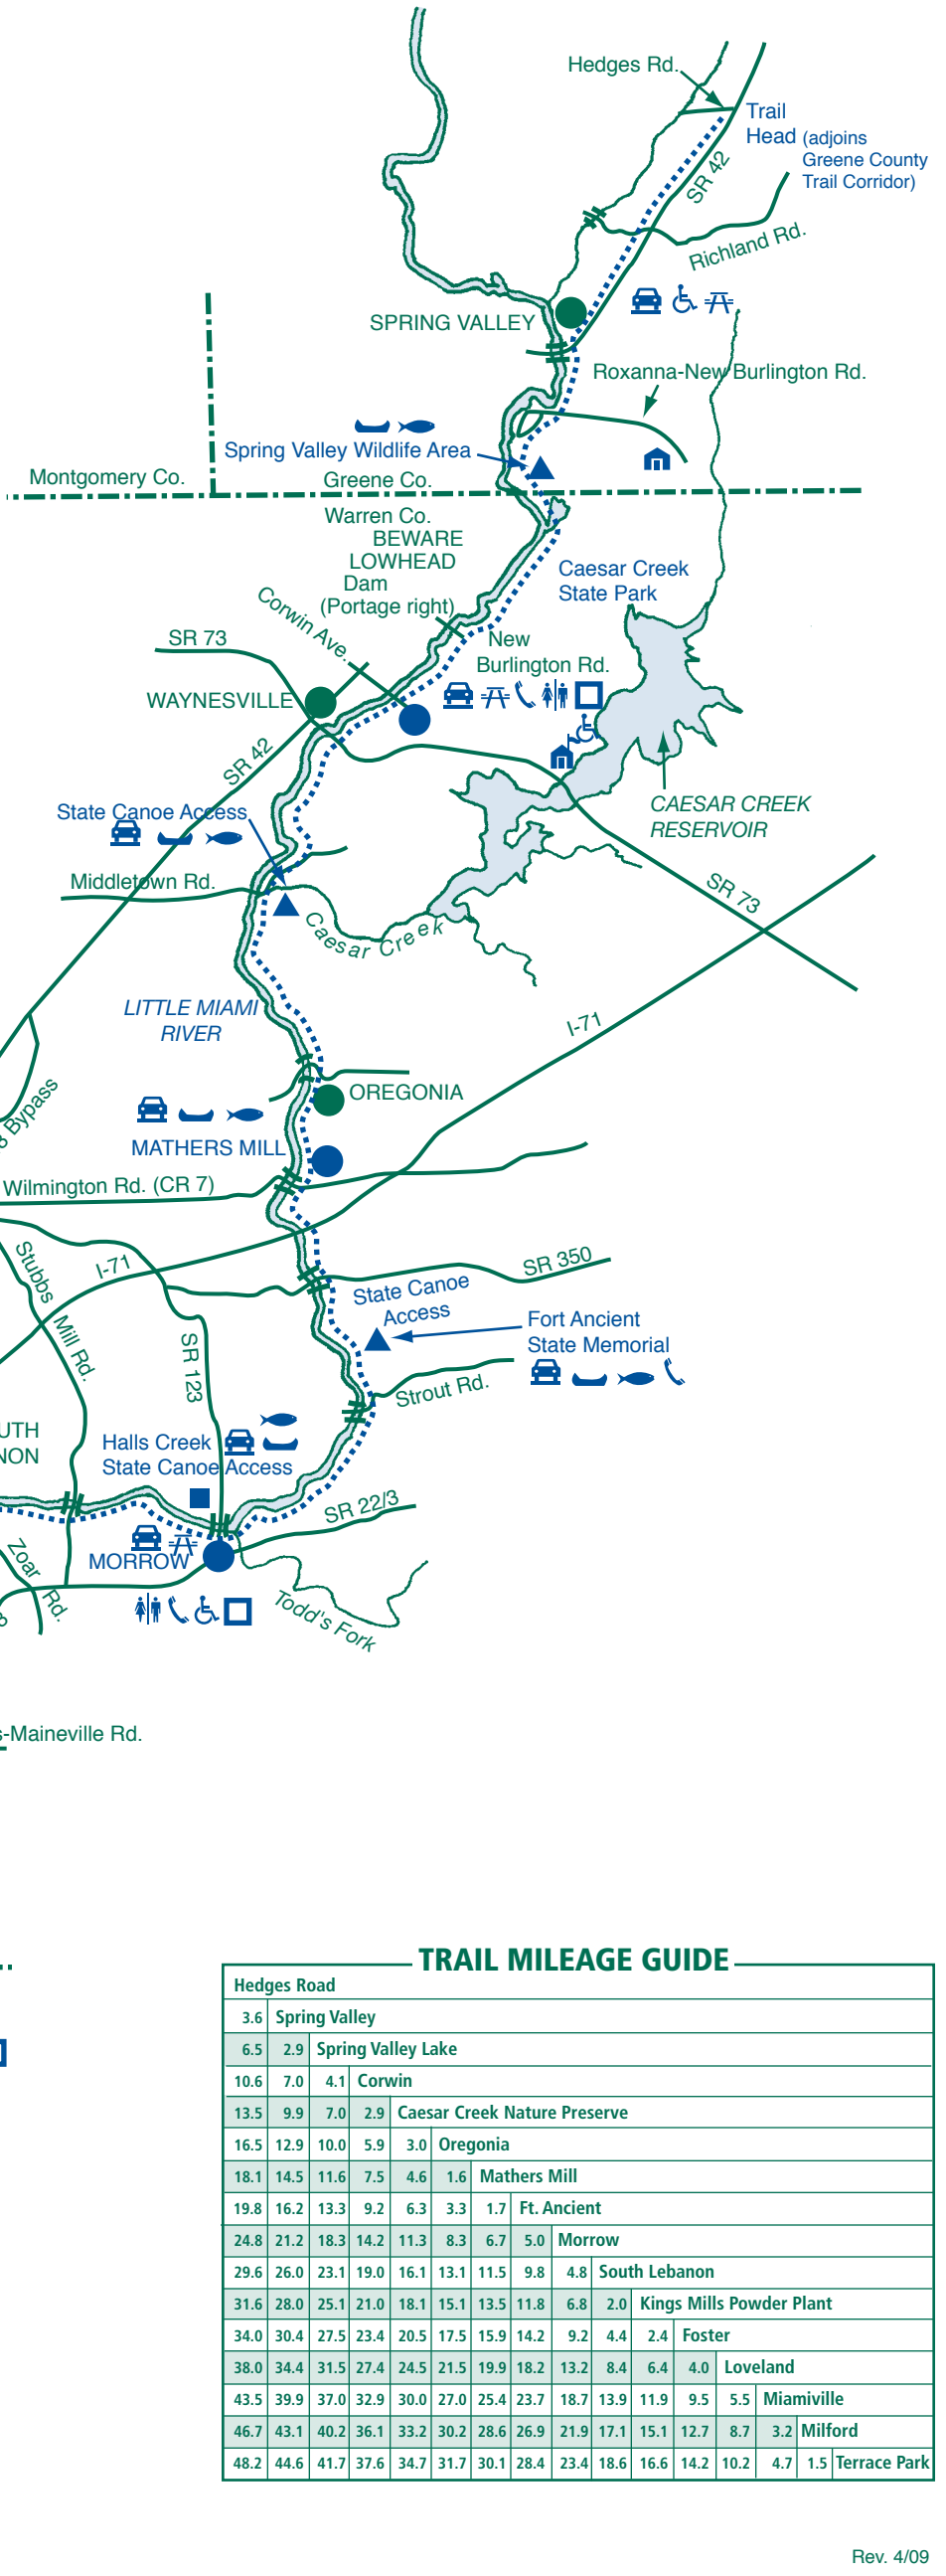 Hedges Rd.
Trail
Head (adjoins
Greene County
Trail Corridor)
SR 42
Richland Rd.
SPRING VALLEY
Roxanna-New Burlington Rd.
Spring Valley Wildlife Area
Montgomery Co.
Greene Co.
Warren Co.
BEWARE
LOWHEAD
Dam
(Portage right)
Caesar Creek
State Park
Corwin Ave.
SR 73
New
Burlington Rd.
WAYNESVILLE
SR 42
CAESAR CREEK
RESERVOIR
State Canoe Access
Middletown Rd.
SR 73
Caesar Creek
LITTLE MIAMI
RIVER
I-71
Bypass
OREGONIA
MATHERS MILL
Wilmington Rd. (CR 7)
Stubbs
Mill Rd.
I-71
SR 350
State Canoe
Access
Fort Ancient
State Memorial
SR 123
Strout Rd.
UTH
NON
Halls Creek
State Canoe Access
SR 22/3
Zoar Rd.
MORROW
Todd's Fork
s-Maineville Rd.
TRAIL MILEAGE GUIDE
Hedges Road
3.6 Spring Valley
6.5 2.9 Spring Valley Lake
10.6 7.0 4.1 Corwin
13.5 9.9 7.0 2.9 Caesar Creek Nature Preserve
16.5 12.9 10.0 5.9 3.0 Oregonia
18.1 14.5 11.6 7.5 4.6 1.6 Mathers Mill
19.8 16.2 13.3 9.2 6.3 3.3 1.7 Ft. Ancient
24.8 21.2 18.3 14.2 11.3 8.3 6.7 5.0 Morrow
29.6 26.0 23.1 19.0 16.1 13.1 11.5 9.8 4.8 South Lebanon
31.6 28.0 25.1 21.0 18.1 15.1 13.5 11.8 6.8 2.0 Kings Mills Powder Plant
34.0 30.4 27.5 23.4 20.5 17.5 15.9 14.2 9.2 4.4 2.4 Foster
38.0 34.4 31.5 27.4 24.5 21.5 19.9 18.2 13.2 8.4 6.4 4.0 Loveland
43.5 39.9 37.0 32.9 30.0 27.0 25.4 23.7 18.7 13.9 11.9 9.5 5.5 Miamiville
46.7 43.1 40.2 36.1 33.2 30.2 28.6 26.9 21.9 17.1 15.1 12.7 8.7 3.2 Milford
48.2 44.6 41.7 37.6 34.7 31.7 30.1 28.4 23.4 18.6 16.6 14.2 10.2 4.7 1.5 Terrace Park
Rev. 4/09